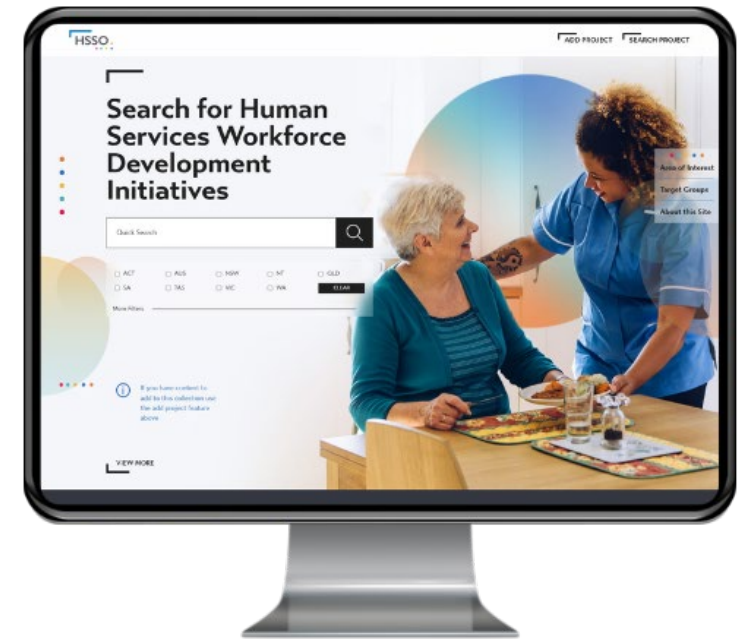 HSSO
ADD PROJECT SEARCH PROJECT
Search for Human
Services Workforce
Development
Initiatives
Quick Search
ACT AUS NSW NT QLD
SA TAS VIC WA CLEAR
More Filters
Area of Interest
Target Groups
About this Site
If you have content to
add to this collection use
the add project feature
above
VIEW MORE